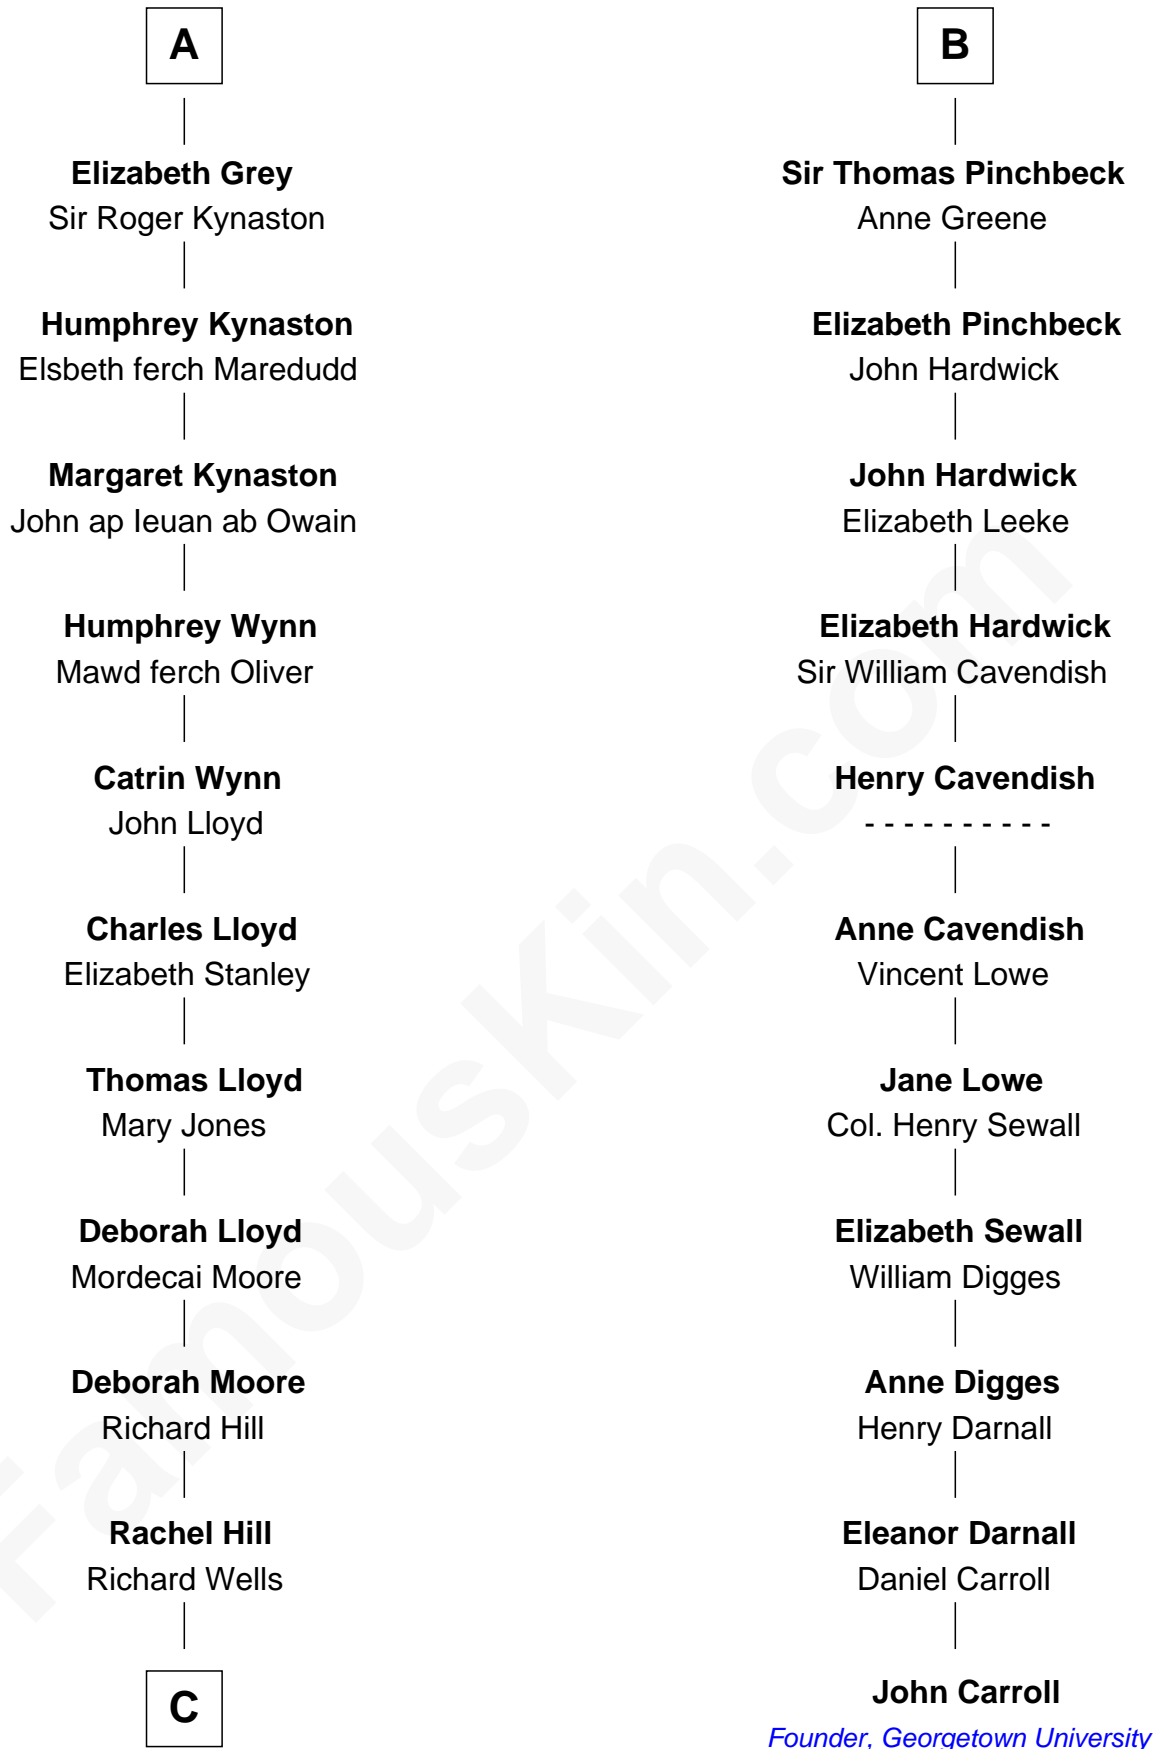 A
Elizabeth Grey
Sir Roger Kynaston
Humphrey Kynaston
Elsbeth ferch Maredudd
Margaret Kynaston
John ap Ieuan ab Owain
Humphrey Wynn
Mawd ferch Oliver
Catrin Wynn
John Lloyd
Charles Lloyd
Elizabeth Stanley
Thomas Lloyd
Mary Jones
Deborah Lloyd
Mordecai Moore
Deborah Moore
Richard Hill
Rachel Hill
Richard Wells
C
B
Sir Thomas Pinchbeck
Anne Greene
Elizabeth Pinchbeck
John Hardwick
John Hardwick
Elizabeth Leeke
Elizabeth Hardwick
Sir William Cavendish
Henry Cavendish
- - - - - - - - - -
Anne Cavendish
Vincent Lowe
Jane Lowe
Col. Henry Sewall
Elizabeth Sewall
William Digges
Anne Digges
Henry Darnall
Eleanor Darnall
Daniel Carroll
John Carroll
Founder, Georgetown University
FamousKin.com